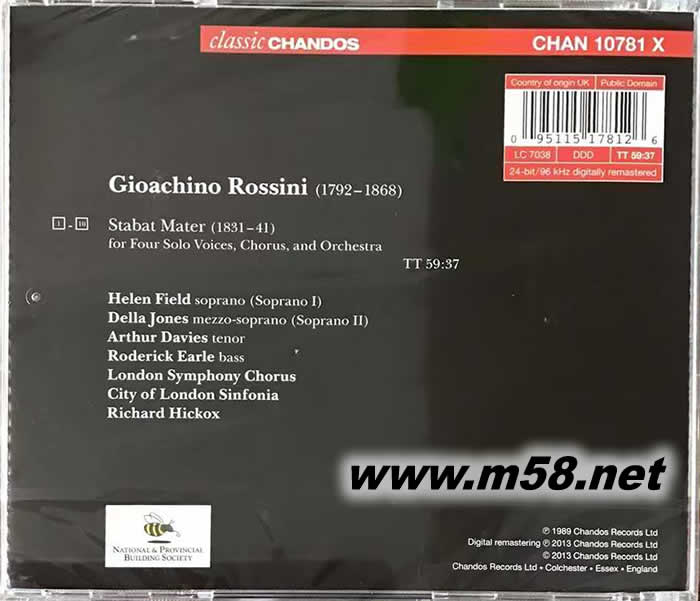 classic CHANDOS
CHAN 10781 X
Country of origin UK
Public Domain
0 95115 17812 6
LC 7038
DDD
TT 59:37
24-bit/96 kHz digitally remastered
Gioachino Rossini (1792–1868)
1 - 10 Stabat Mater (1831–41)
for Four Solo Voices, Chorus, and Orchestra
TT 59:37
Helen Field soprano (Soprano I)
Della Jones mezzo-soprano (Soprano II)
Arthur Davies tenor
Roderick Earle bass
London Symphony Chorus
City of London Sinfonia
Richard Hickox
www.m58.net
NATIONAL & PROVINCIAL
BUILDING SOCIETY
℗ 1989 Chandos Records Ltd
Digital remastering ℗ 2013 Chandos Records Ltd
© 2013 Chandos Records Ltd
Chandos Records Ltd • Colchester • Essex • England